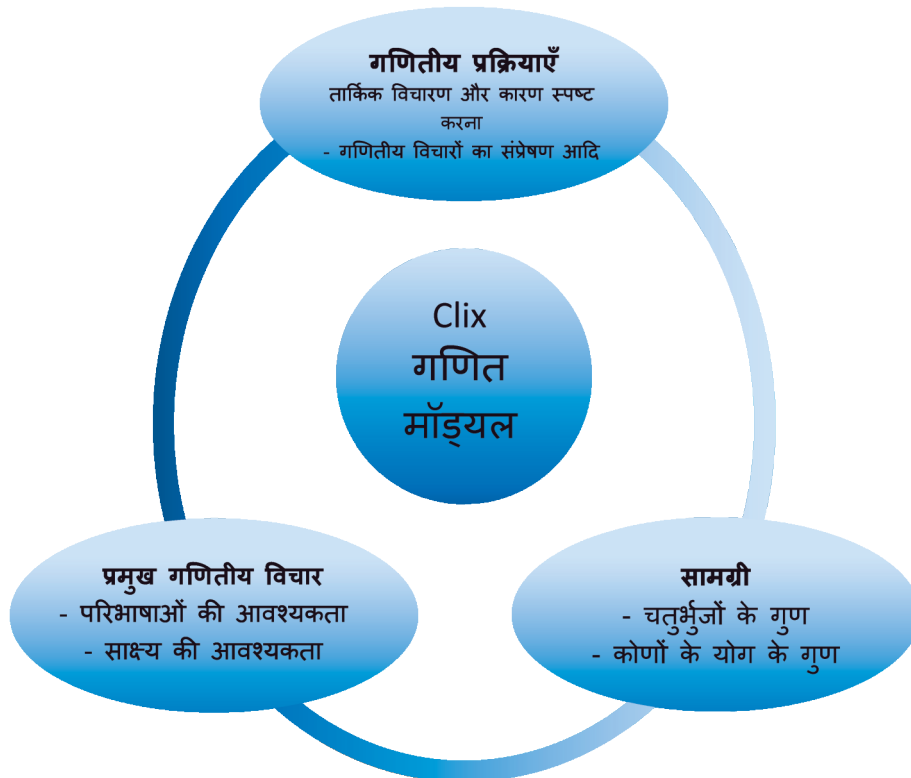 गणितीय प्रक्रियाएँ
तार्किक विचारण और कारण स्पष्ट
करना
- गणितीय विचारों का संप्रेषण आदि
Clix
गणित
मॉड्यल
प्रमुख गणितीय विचार
- परिभाषाओं की आवश्यकता
- साक्ष्य की आवश्यकता
सामग्री
- चतुर्भुजों के गुण
- कोणों के योग के गुण